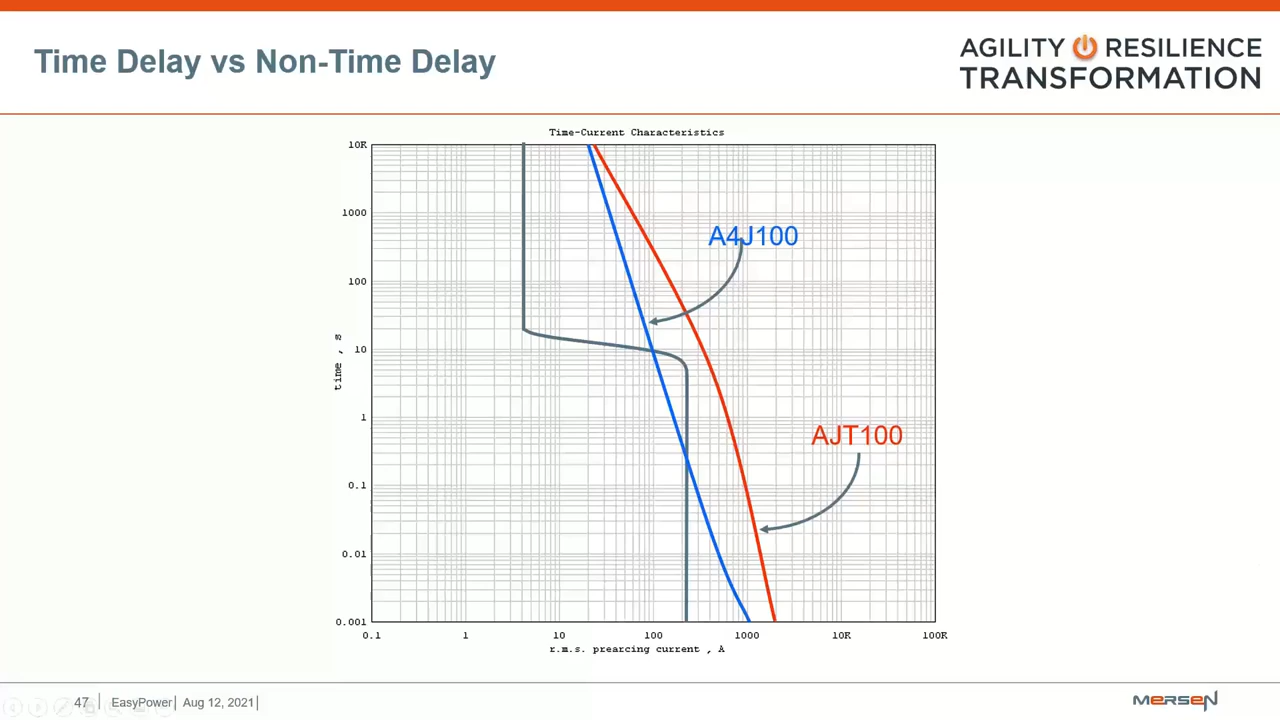 Time Delay vs Non-Time Delay
AGILITY RESILIENCE
TRANSFORMATION
Time-Current Characteristics
10K
1000
100
10
1
0.1
0.01
0.001
time , s
A4J100
AJT100
0.1 1 10 100 1000 10K 100K
r.m.s. prearcing current , A
47 | EasyPower| Aug 12, 2021|
MERSEN